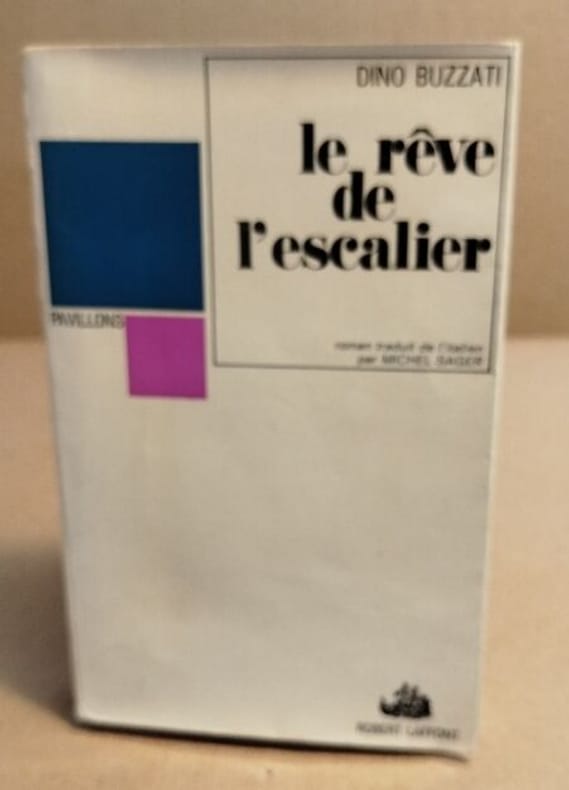 DINO BUZZATI
le rêve
de
l'escalier
PAVILLONS
roman traduit de l'italien
par MICHEL SAGER
ROBERT LAFFONT